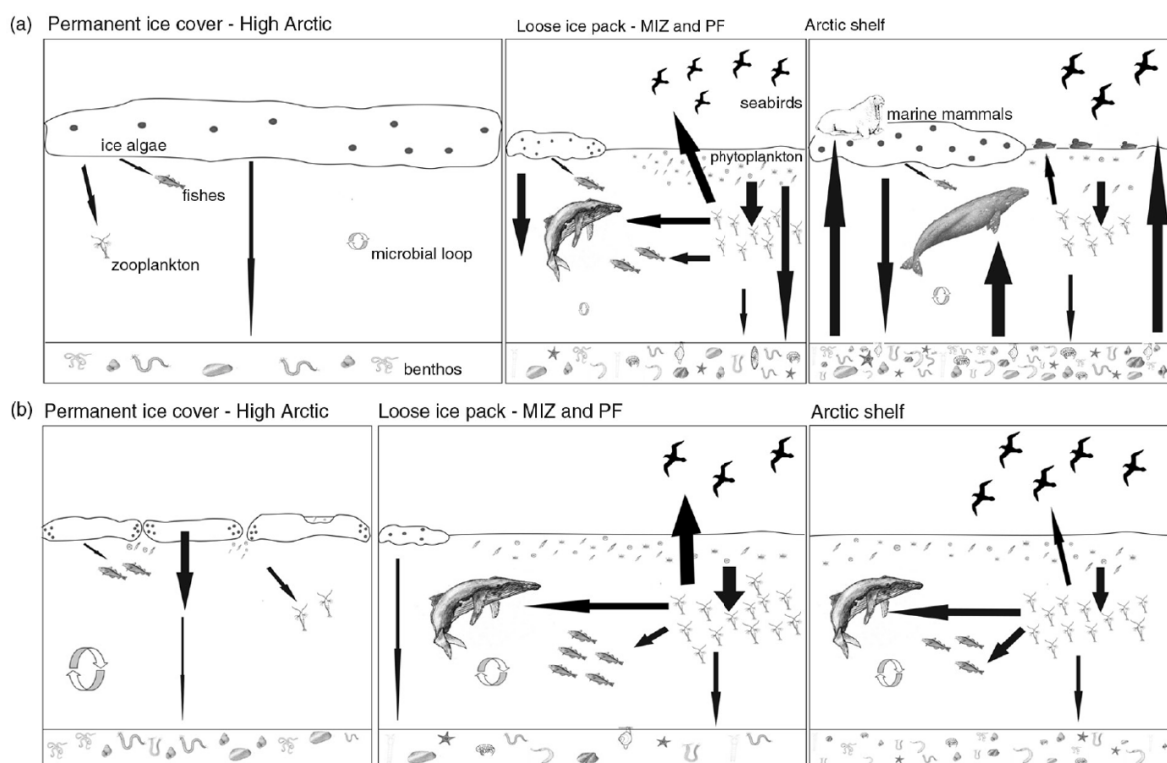 (a) Permanent ice cover - High Arctic
Loose ice pack - MIZ and PF
Arctic shelf
seabirds
marine mammals
ice algae
phytoplankton
fishes
zooplankton
microbial loop
benthos
(b) Permanent ice cover - High Arctic
Loose ice pack - MIZ and PF
Arctic shelf